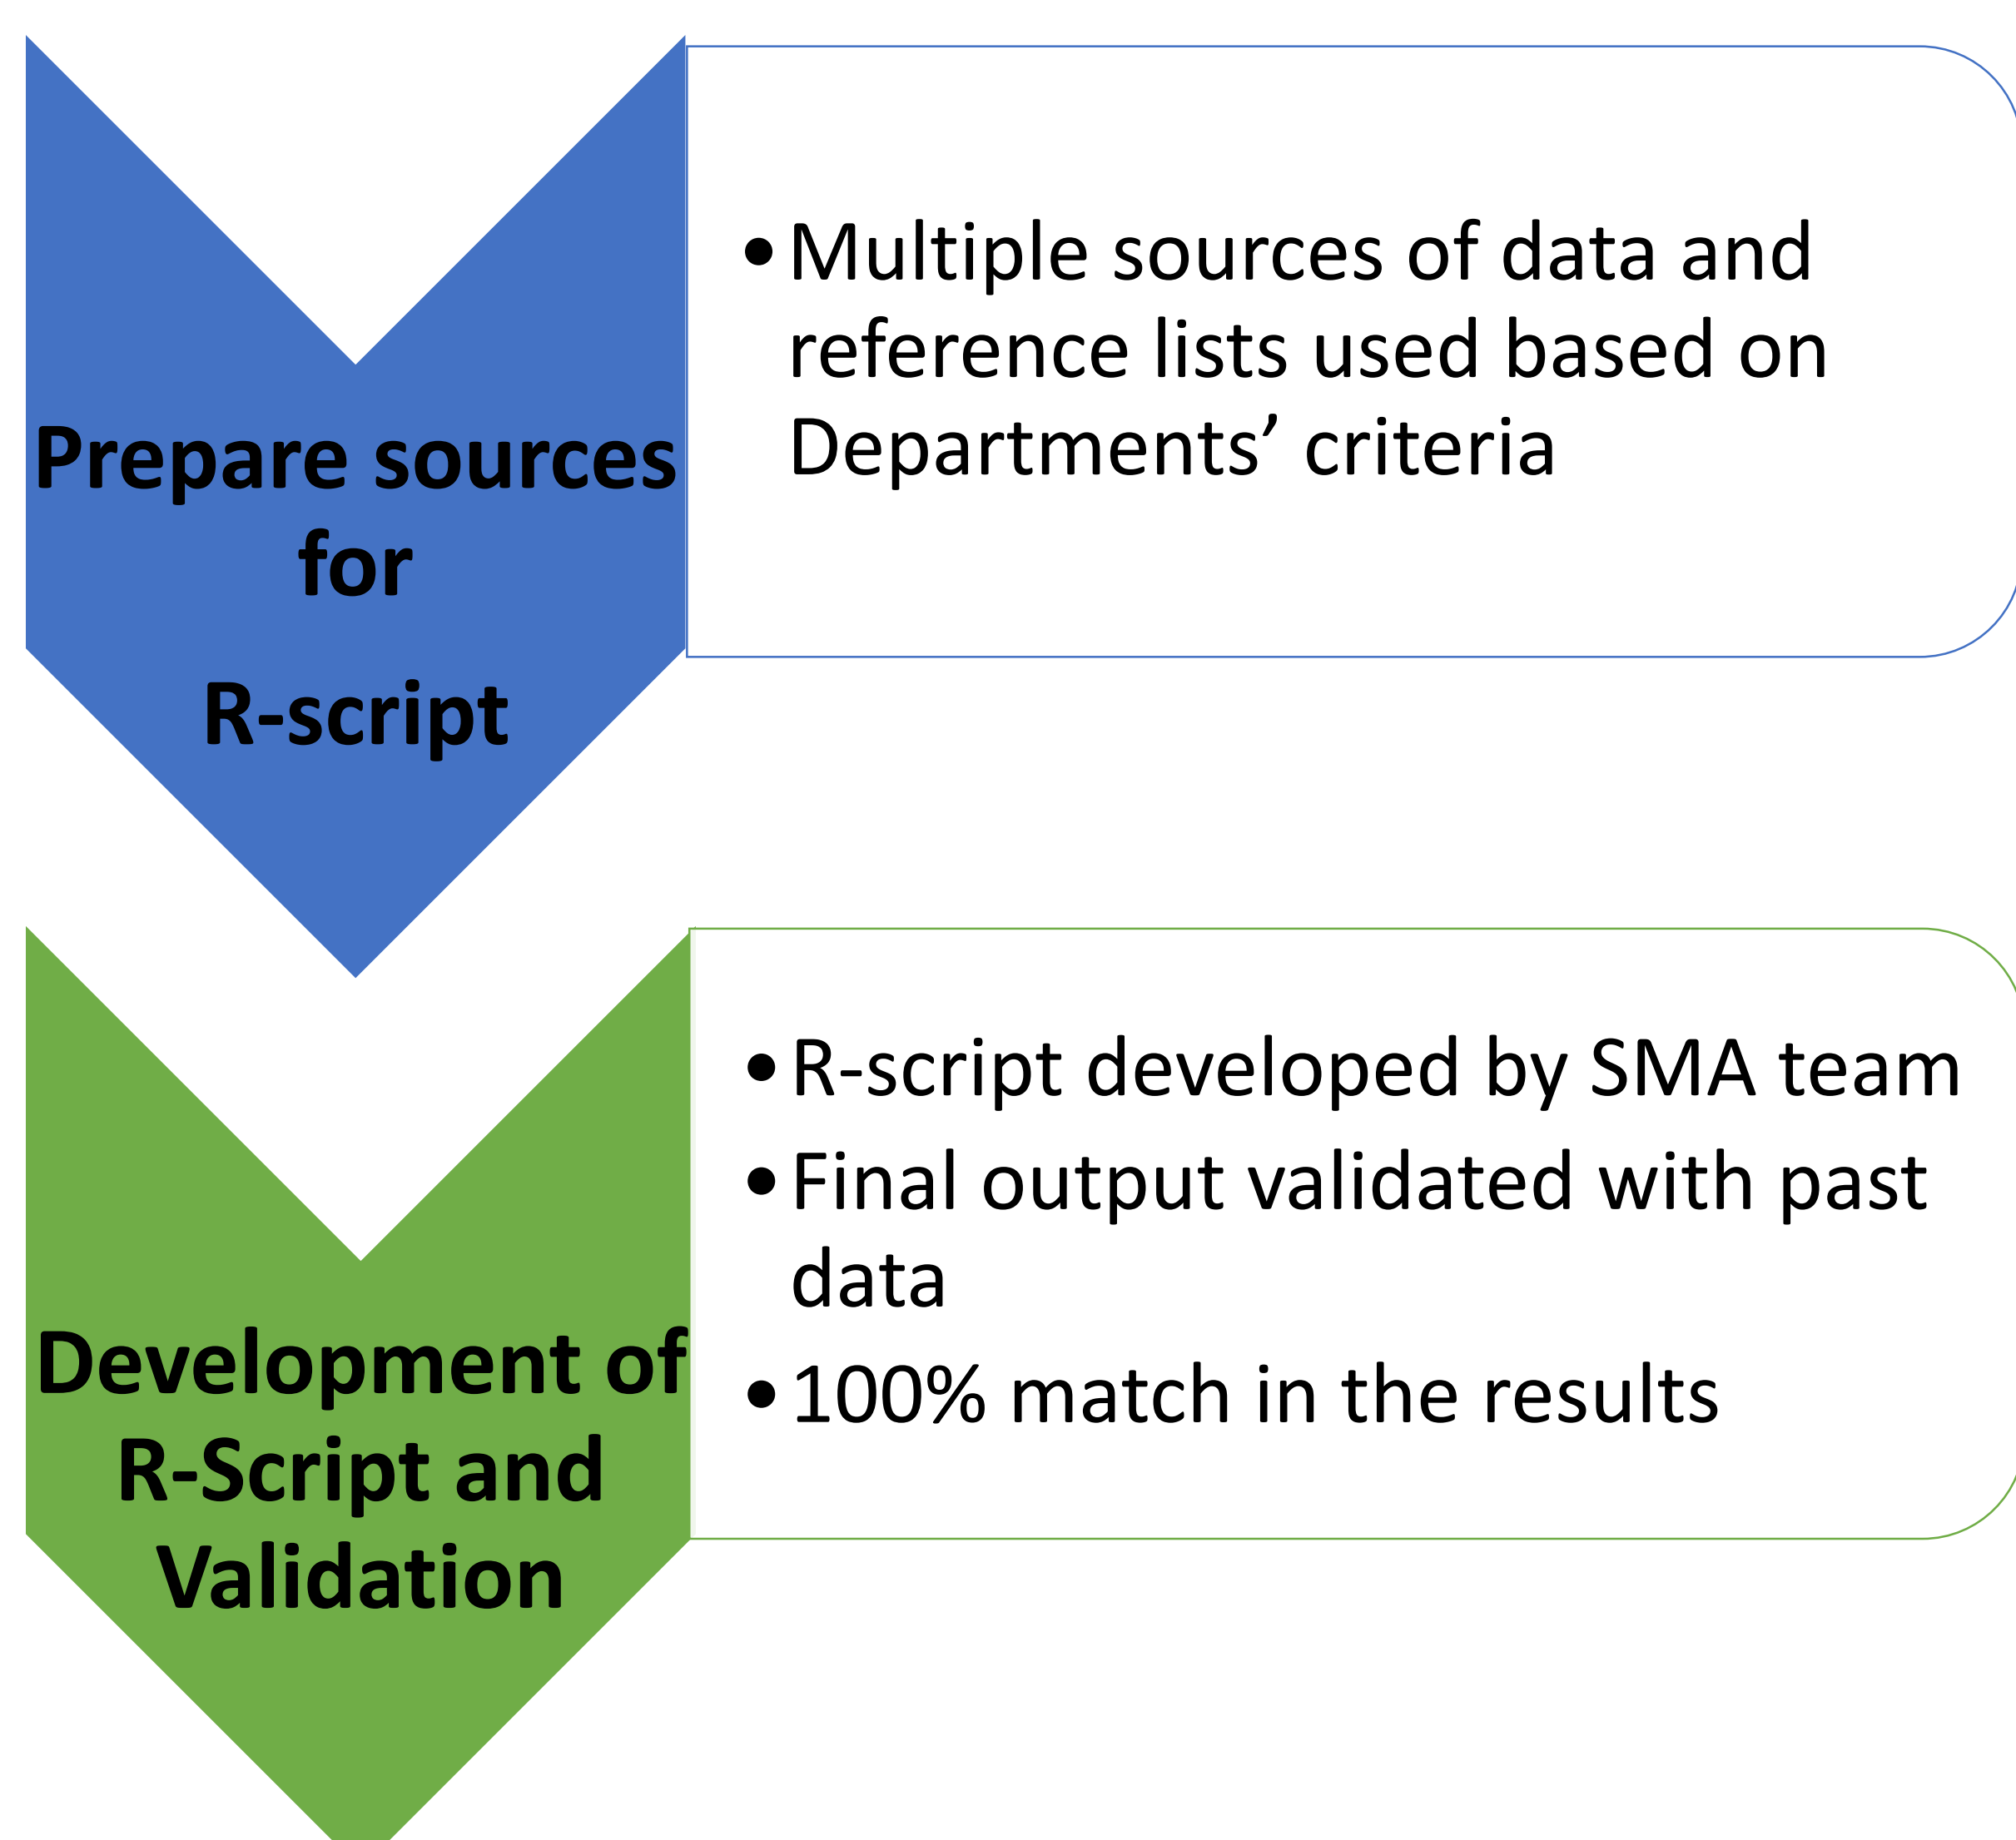 Prepare sources
for
R-script
• Multiple sources of data and
reference lists used based on
Departments’ criteria
Development of
R-Script and
Validation
• R-script developed by SMA team
• Final output validated with past
data
• 100% match in the results